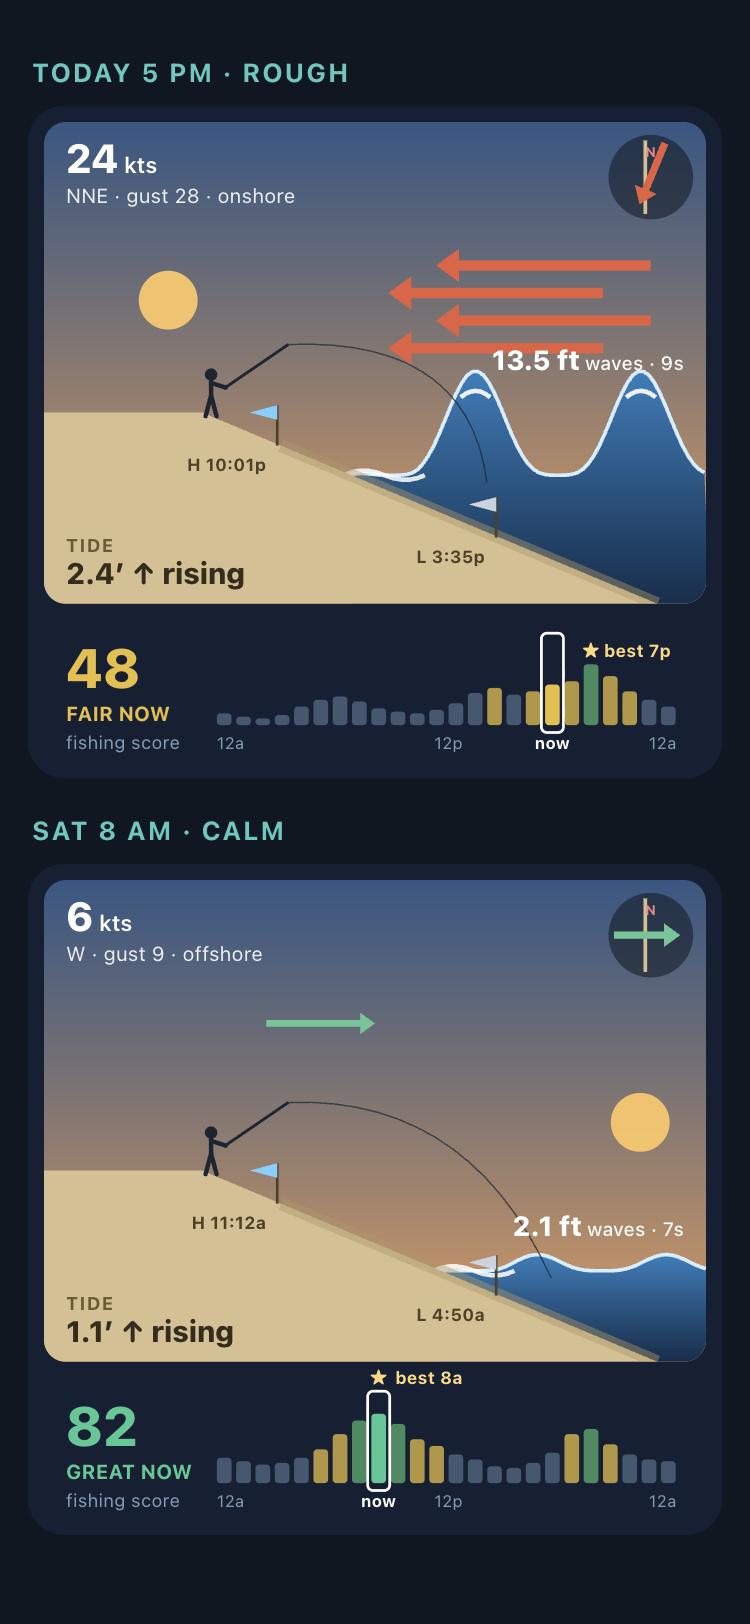 TODAY 5 PM · ROUGH
24 kts
N
NNE · gust 28 · onshore
13.5 ft waves · 9s
H 10:01p
TIDE
L 3:35p
2.4′ ↑ rising
48
★ best 7p
FAIR NOW
fishing score
12a 12p now 12a
SAT 8 AM · CALM
6 kts
N
W · gust 9 · offshore
H 11:12a
2.1 ft waves · 7s
TIDE
L 4:50a
1.1′ ↑ rising
★ best 8a
82
GREAT NOW
fishing score
12a now 12p 12a